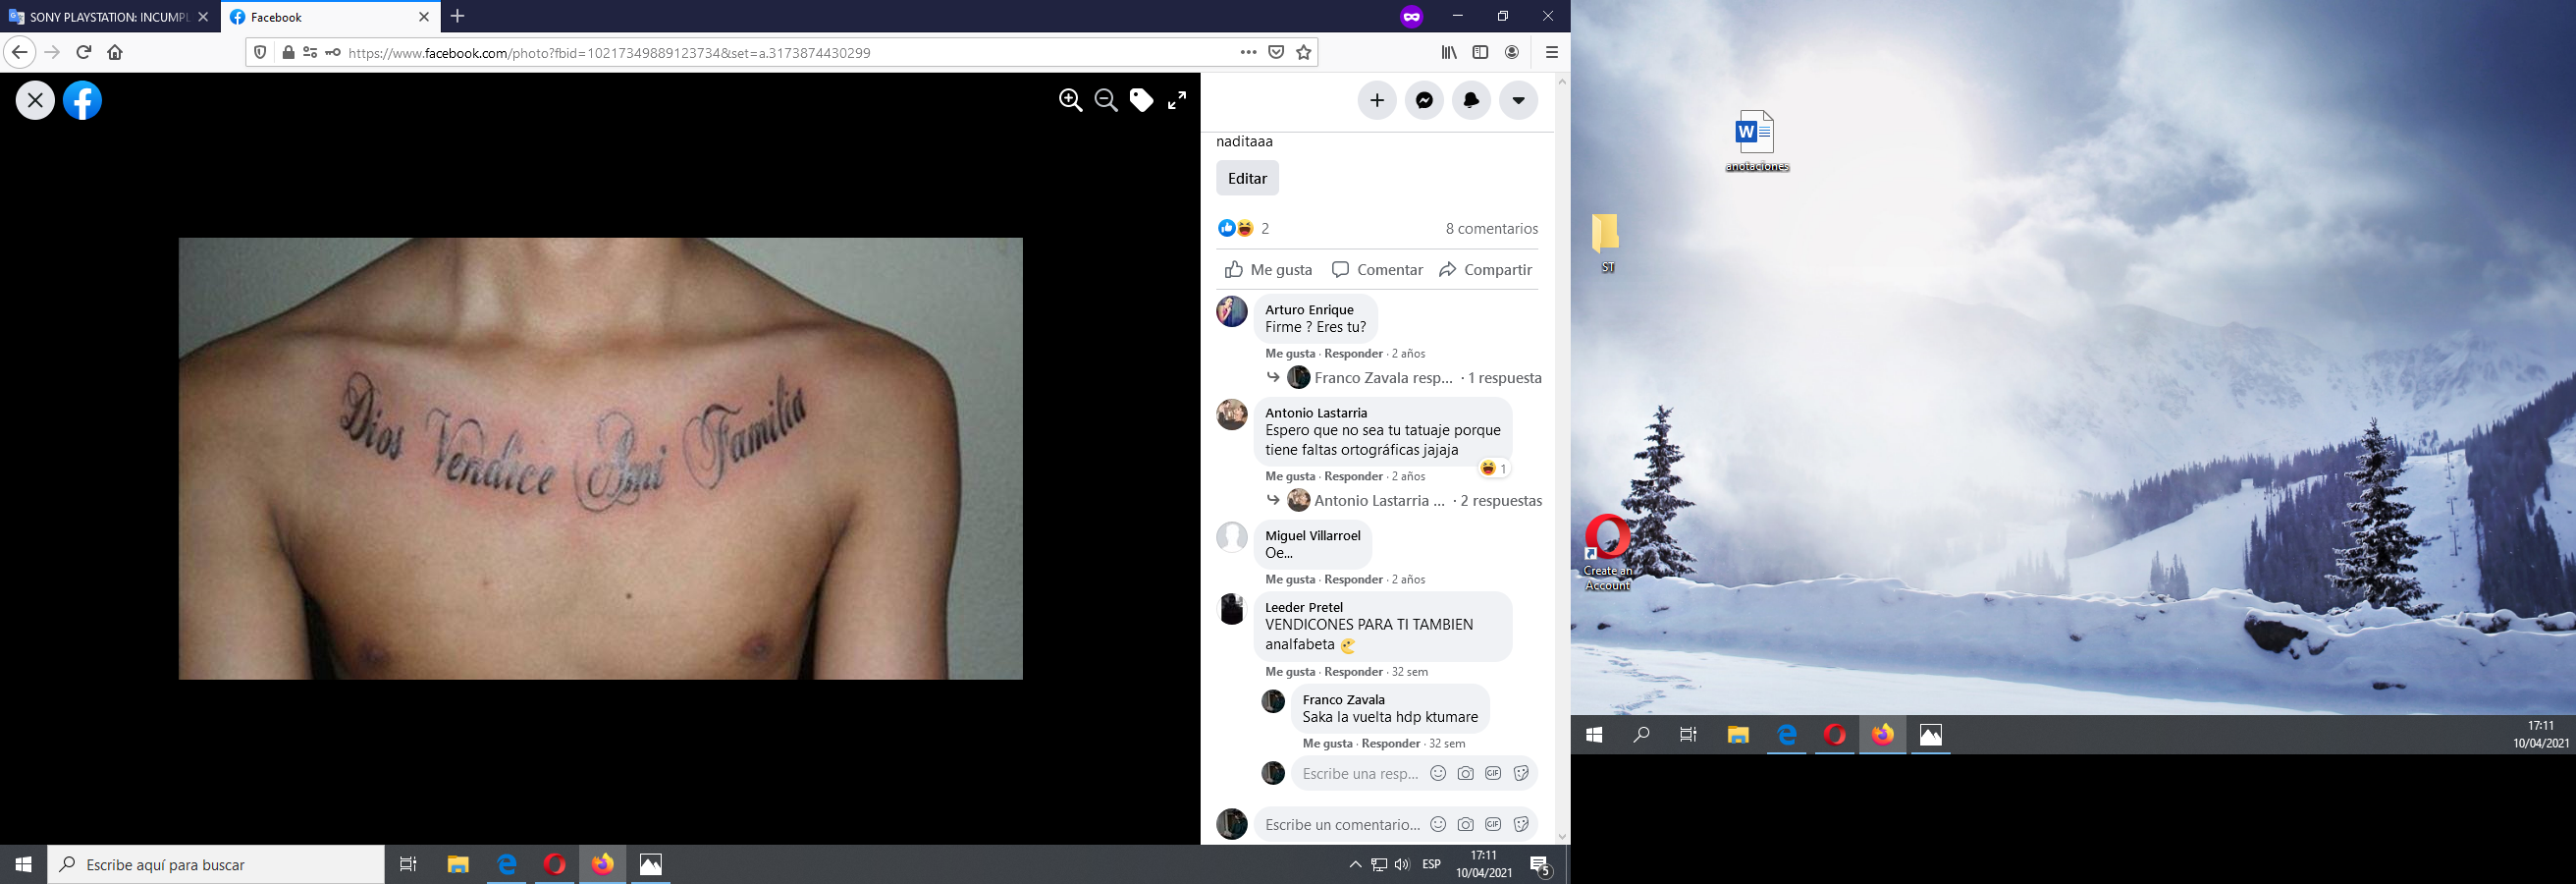 SONY PLAYSTATION: INCUMPL
Facebook
https://www.facebook.com/photo?fbid=10217349889123734&set=a.3173874430299
Dios Vendice Ami Familia
naditaaa
Editar
2
8 comentarios
Me gusta
Comentar
Compartir
Arturo Enrique
Firme ? Eres tu?
Me gusta · Responder · 2 años
Franco Zavala resp... · 1 respuesta
Antonio Lastarria
Espero que no sea tu tatuaje porque
tiene faltas ortográficas jajaja
1
Me gusta · Responder · 2 años
Antonio Lastarria ... · 2 respuestas
Miguel Villarroel
Oe...
Me gusta · Responder · 2 años
Leeder Pretel
VENDICONES PARA TI TAMBIEN
analfabeta
Me gusta · Responder · 32 sem
Franco Zavala
Saka la vuelta hdp ktumare
Me gusta · Responder · 32 sem
Escribe una resp...
GIF
Escribe un comentario...
GIF
Escribe aquí para buscar
ESP
17:11
10/04/2021
5
W
anotaciones
ST
Create an
Account
17:11
10/04/2021